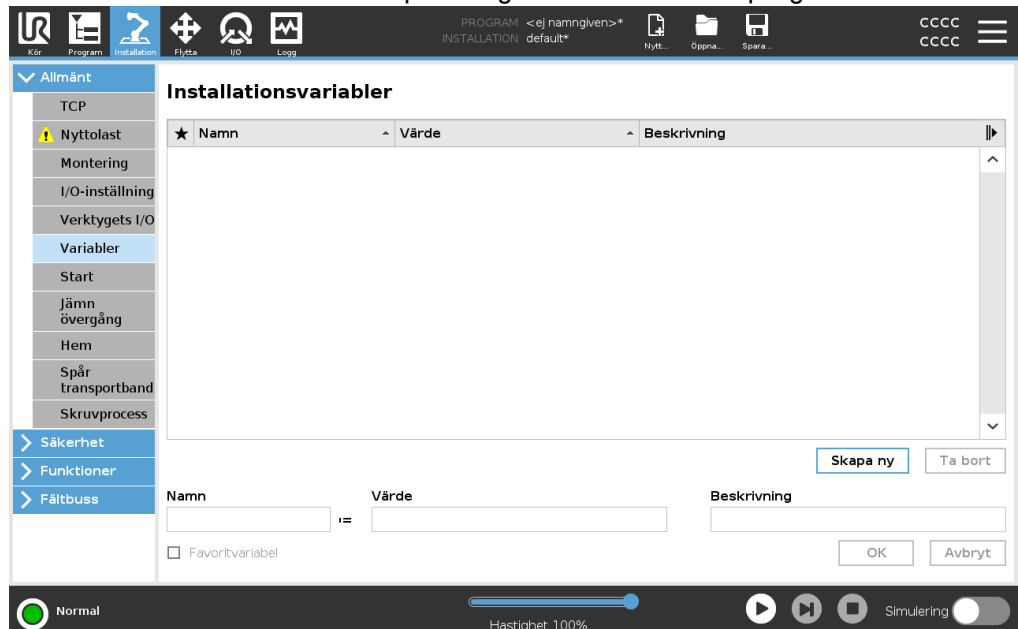 PROGRAM <ej namngiven>*
INSTALLATION default*
CCCC
CCCC
Kör Program Installation Flytta I/O Logg Nytt... Öppna... Spara...
Allmänt
TCP
Nyttolast
Montering
I/O-inställning
Verktygets I/O
Variabler
Start
Jämn
övergång
Hem
Spår
transportband
Skruvprocess
Säkerhet
Funktioner
Fältbuss
Installationsvariabler
Namn Värde Beskrivning
Skapa ny Ta bort
Namn Värde Beskrivning
:=
Favoritvariabel OK Avbryt
Normal
Hastighet 100%
Simulering